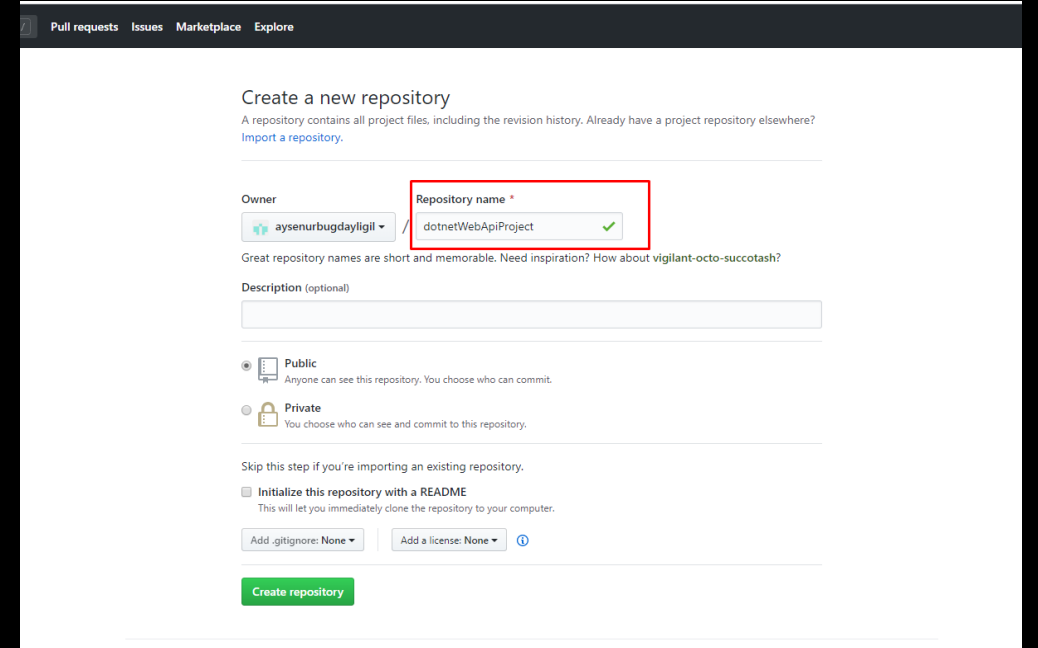 / Pull requests Issues Marketplace Explore
Create a new repository
A repository contains all project files, including the revision history. Already have a project repository elsewhere?
Import a repository.
Owner Repository name *
aysenurbugdayligil / dotnetWebApiProject
Great repository names are short and memorable. Need inspiration? How about vigilant-octo-succotash?
Description (optional)
Public
Anyone can see this repository. You choose who can commit.
Private
You choose who can see and commit to this repository.
Skip this step if you're importing an existing repository.
Initialize this repository with a README
This will let you immediately clone the repository to your computer.
Add .gitignore: None Add a license: None
Create repository